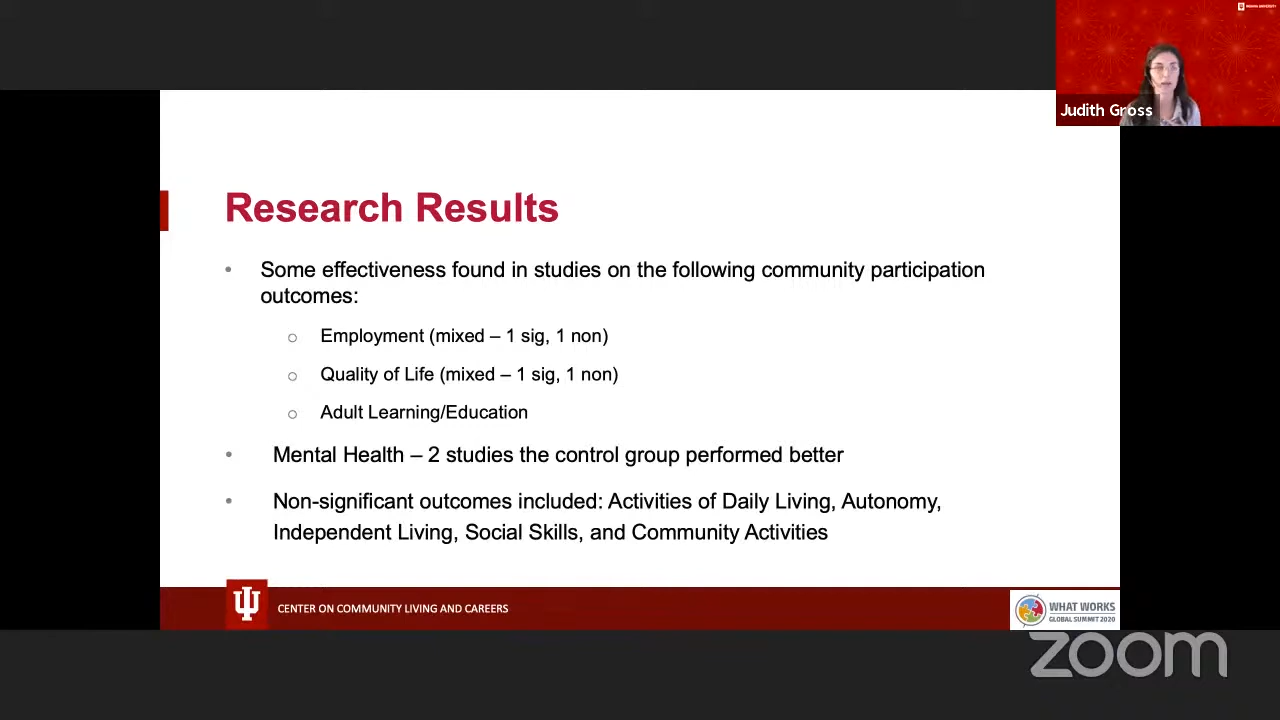 INDIANA UNIVERSITY
Judith Gross
Research Results
• Some effectiveness found in studies on the following community participation
outcomes:
○ Employment (mixed – 1 sig, 1 non)
○ Quality of Life (mixed – 1 sig, 1 non)
○ Adult Learning/Education
• Mental Health – 2 studies the control group performed better
• Non-significant outcomes included: Activities of Daily Living, Autonomy,
Independent Living, Social Skills, and Community Activities
CENTER ON COMMUNITY LIVING AND CAREERS
WHAT WORKS
GLOBAL SUMMIT 2020
zoom